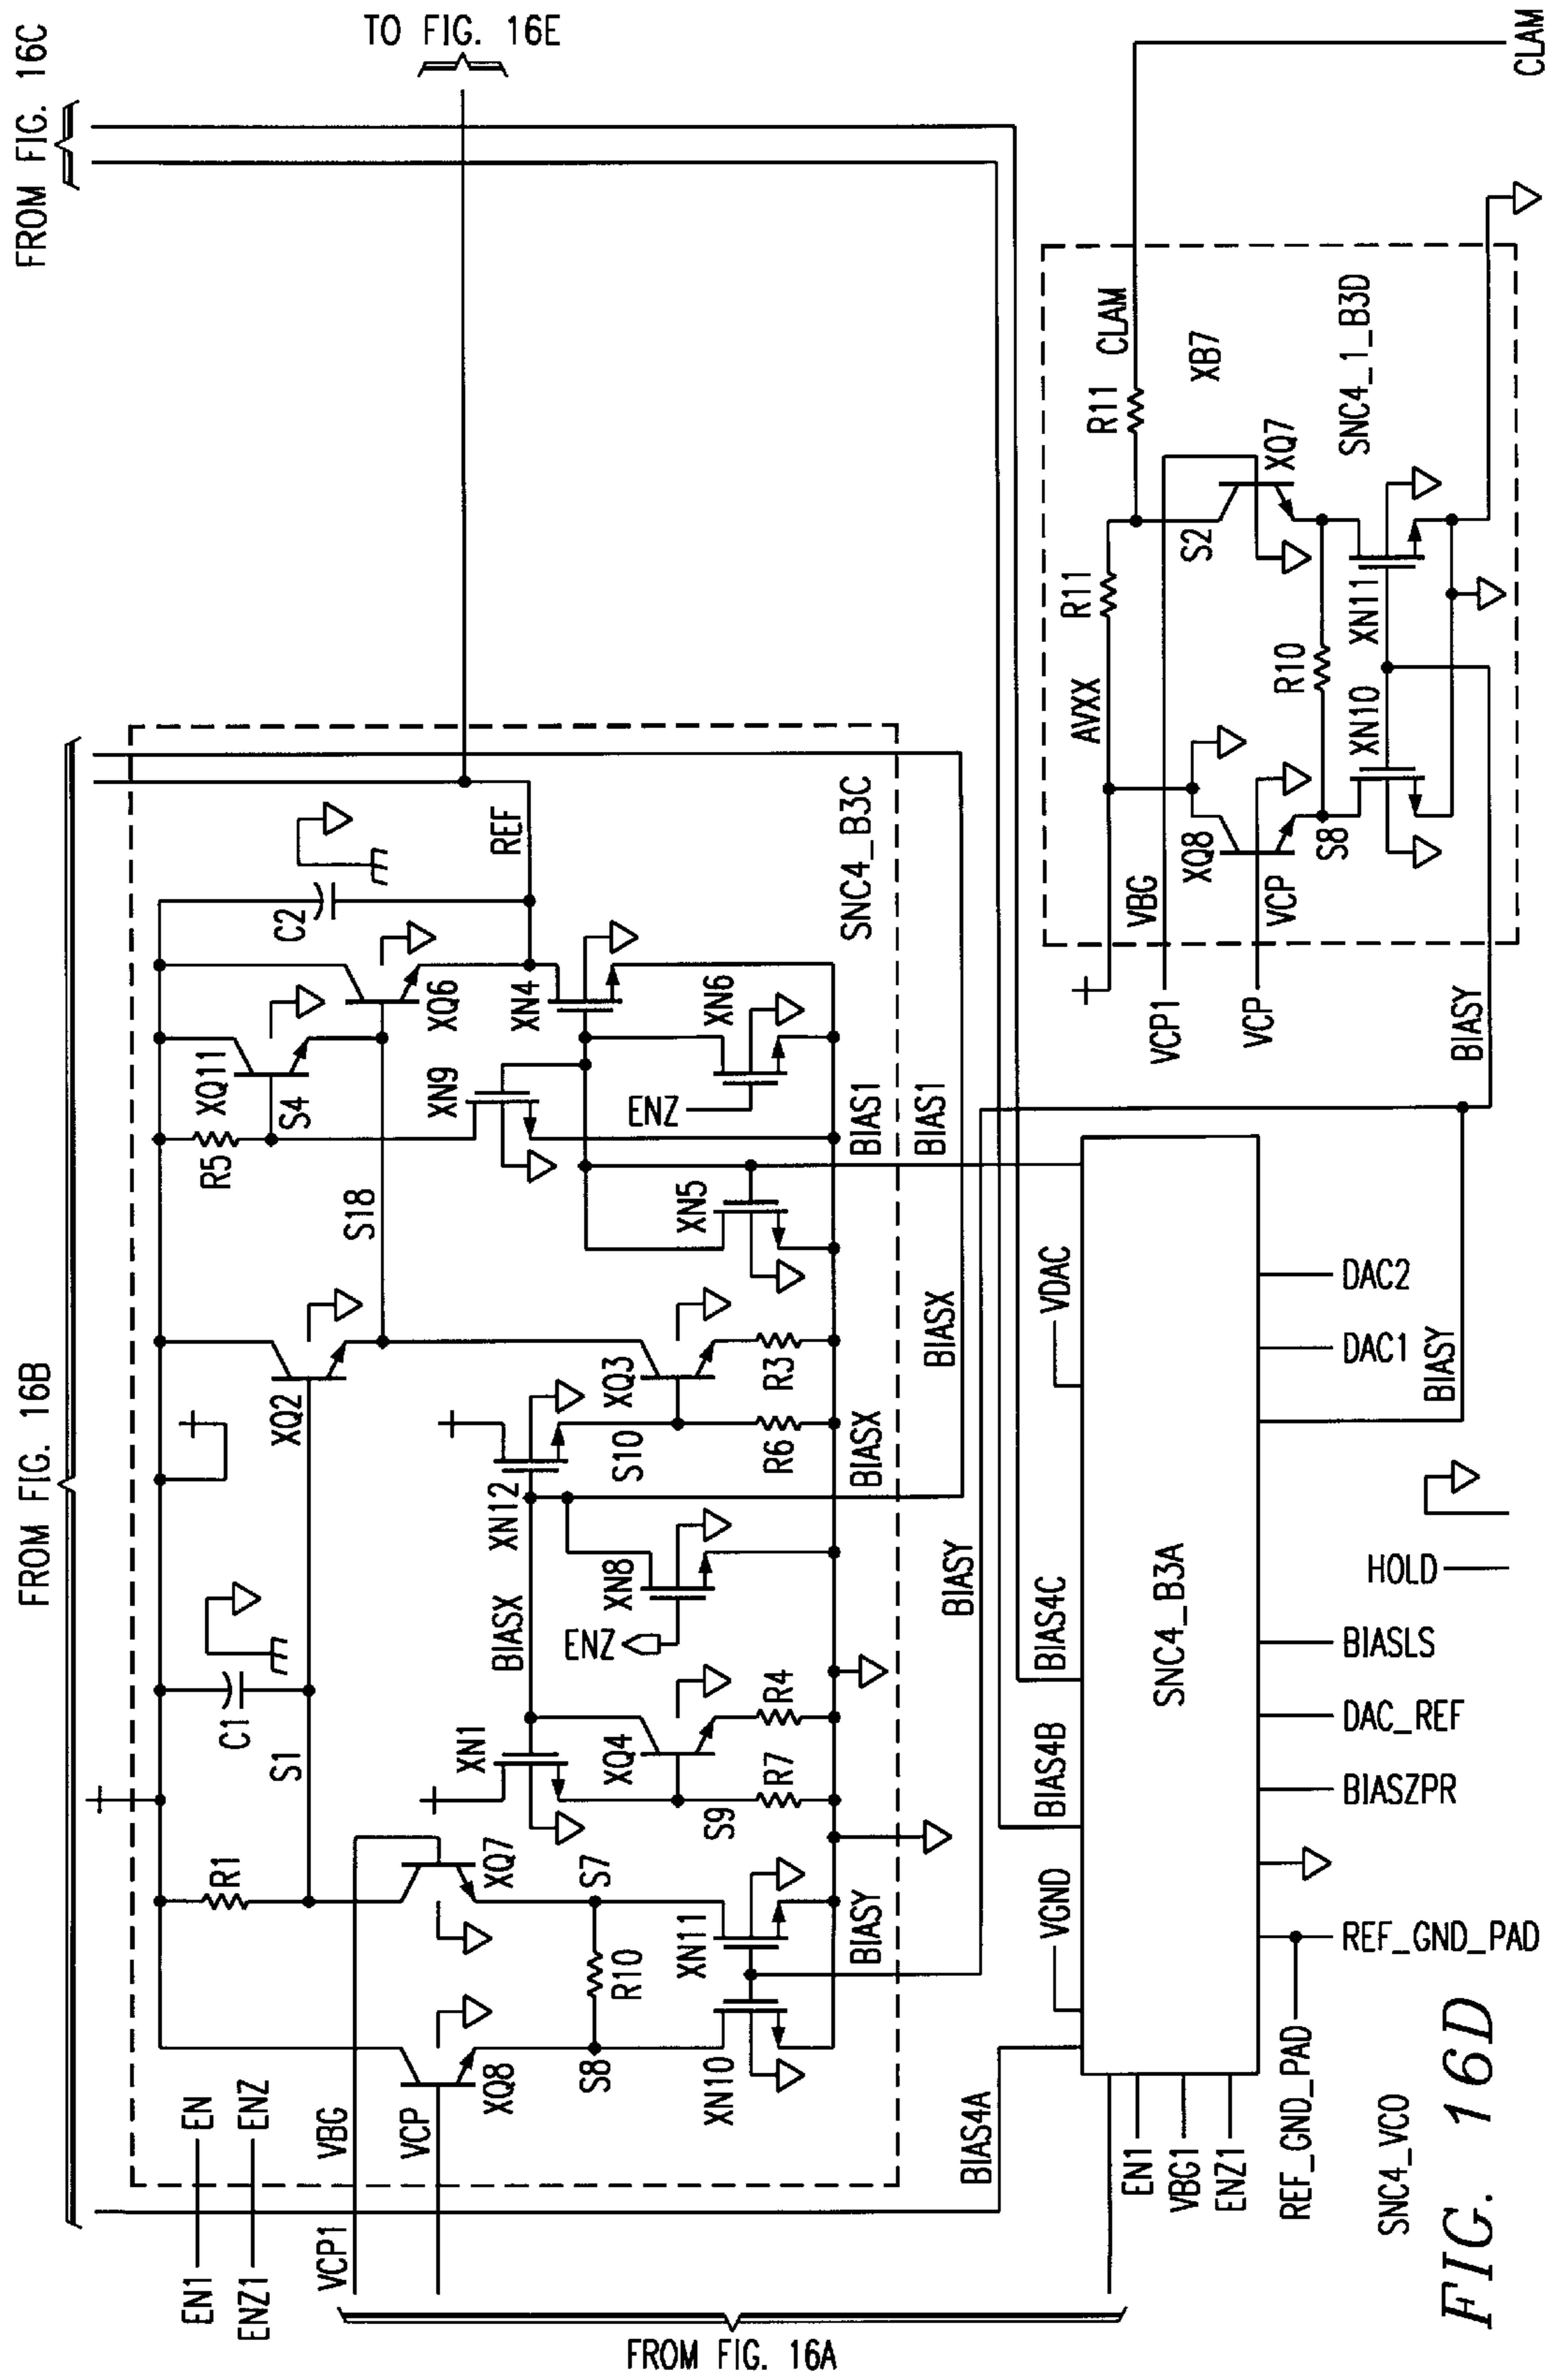 FROM FIG. 16B
FROM FIG. 16C
TO FIG. 16E
EN1
EN
ENZ1
ENZ
VCP1
VBG
VCP
R1
S1
C1
XQ2
S18
R5
XQ11
S4
XQ6
C2
REF
XQ8
XQ7
S8
S7
R10
XN10
XN11
BIASY
XN1
BIASX
XQ4
S9
R7
R4
ENZ
XN8
XN12
S10
XQ3
R6
R3
BIASX
XN9
XN4
XN5
ENZ
XN6
BIAS1
SNC4_B3C
BIAS1
BIASX
BIASY
BIAS4A
VGND
BIAS4B
BIAS4C
VDAC
SNC4_B3A
EN1
VBG1
ENZ1
REF_GND_PAD
REF_GND_PAD
BIASZPR
DAC_REF
BIASLS
HOLD
BIASY
DAC1
DAC2
VCP1
VBG
VCP
VCP
BIASY
AVXX
R11
R11
CLAM
CLAM
XB7
XQ8
S2
XQ7
S8
R10
XN10
XN11
SNC4_1_B3D
FROM FIG. 16A
SNC4_VCO
FIG. 16D